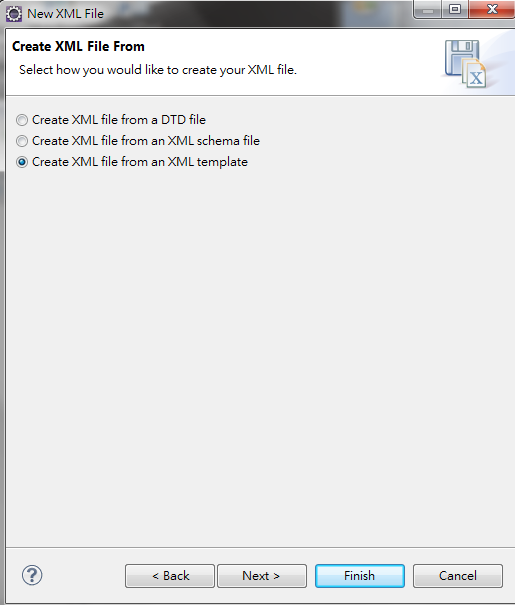 New XML File
Create XML File From
Select how you would like to create your XML file.
X
Create XML file from a DTD file
Create XML file from an XML schema file
Create XML file from an XML template
?
< Back
Next >
Finish
Cancel